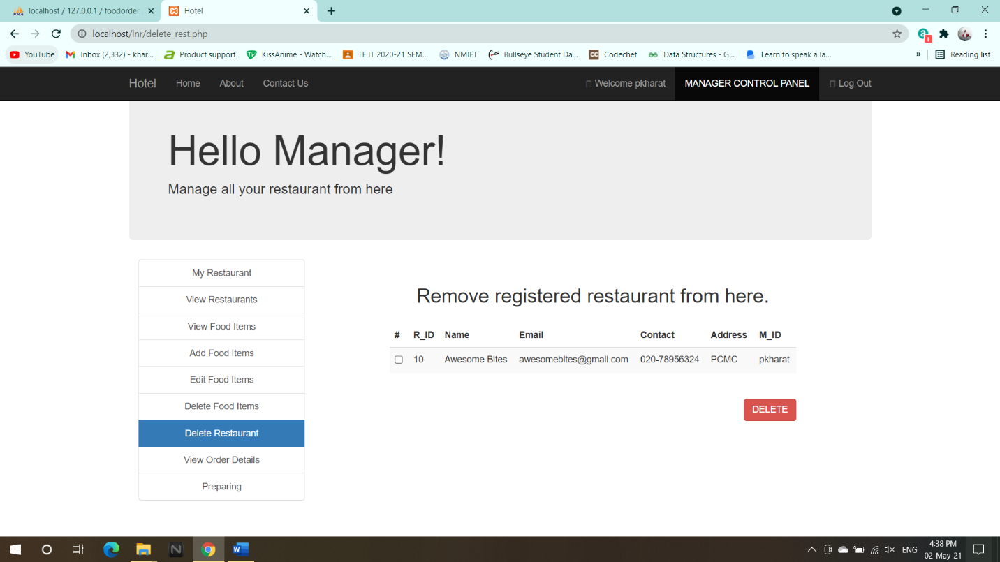 localhost / 127.0.0.1 / foodorder
Hotel
localhost/lnr/delete_rest.php
1
YouTube
Inbox (2,332) - khar...
Product support
KissAnime - Watch...
TE IT 2020-21 SEM...
NMIET
Bullseye Student Da...
CC Codechef
Data Structures - G...
Learn to speak a la...
»
Reading list
Hotel Home About Contact Us Welcome pkharat MANAGER CONTROL PANEL Log Out
Hello Manager!
Manage all your restaurant from here
My Restaurant
View Restaurants
View Food Items
Add Food Items
Edit Food Items
Delete Food Items
Delete Restaurant
View Order Details
Preparing
Remove registered restaurant from here.
# R_ID Name Email Contact Address M_ID
10 Awesome Bites awesomebites@gmail.com 020-78956324 PCMC pkharat
DELETE
ENG
4:38 PM
02-May-21